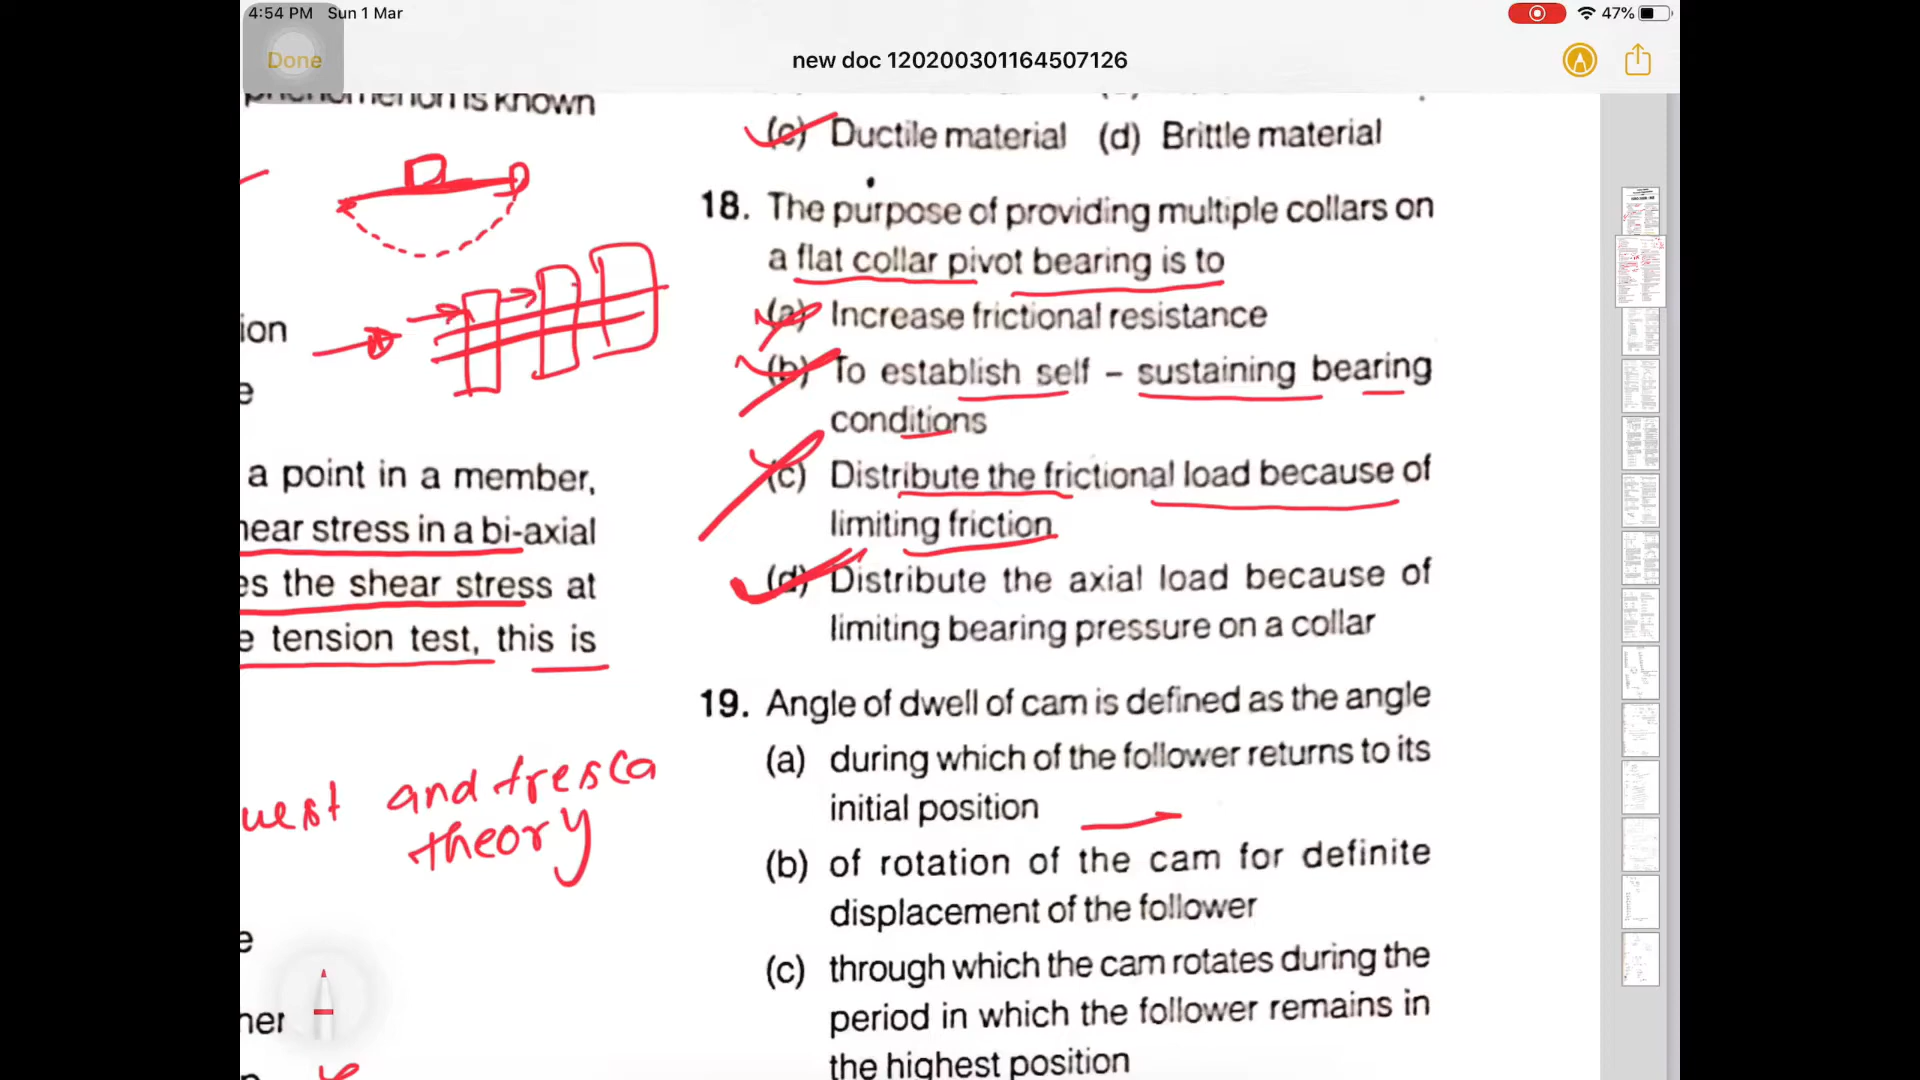 4:54 PM Sun 1 Mar
47%
Done
new doc 120200301164507126
phenomenon is known
ion
e
a point in a member,
hear stress in a bi-axial
es the shear stress at
e tension test, this is
uest and tresca
theory
e
her
(c) Ductile material (d) Brittle material
18. The purpose of providing multiple collars on
a flat collar pivot bearing is to
(a) Increase frictional resistance
(b) To establish self – sustaining bearing
conditions
(c) Distribute the frictional load because of
limiting friction
(d) Distribute the axial load because of
limiting bearing pressure on a collar
19. Angle of dwell of cam is defined as the angle
(a) during which of the follower returns to its
initial position
(b) of rotation of the cam for definite
displacement of the follower
(c) through which the cam rotates during the
period in which the follower remains in
the highest position